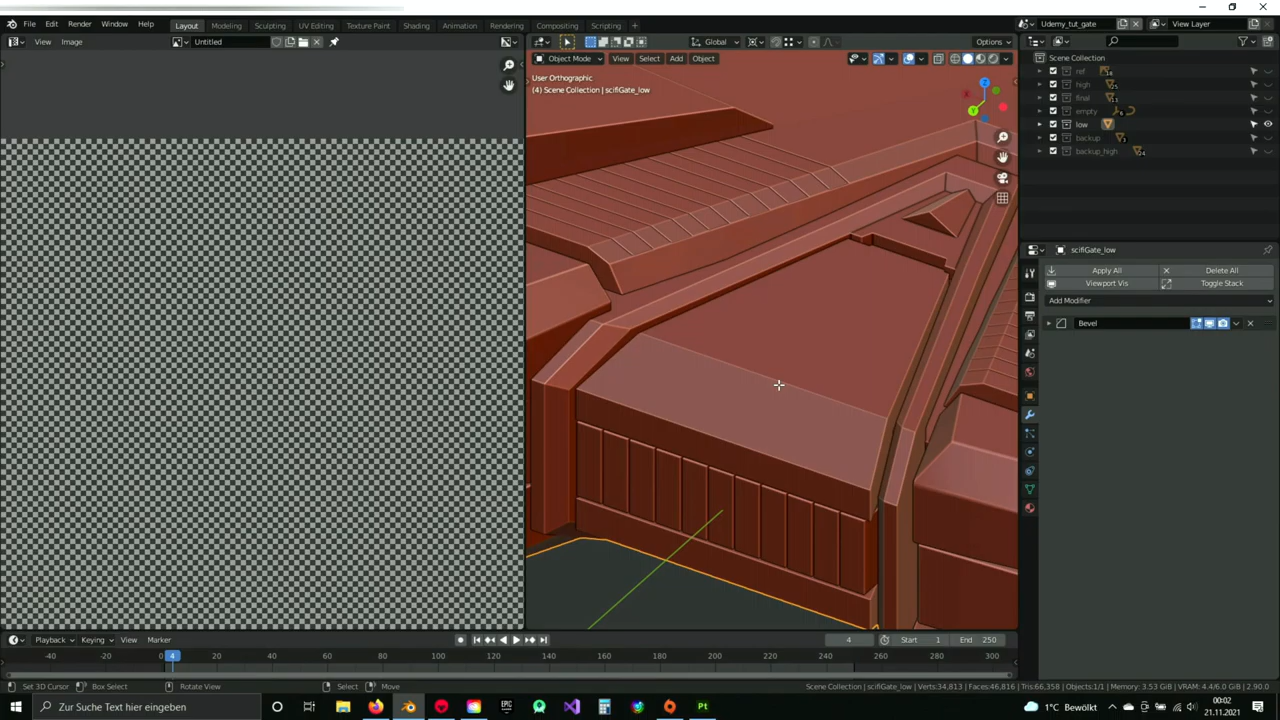 File Edit Render Window Help Layout Modeling Sculpting UV Editing Texture Paint Shading Animation Rendering Compositing Scripting + Udemy_tut_gate View Layer
View Image Untitled Global Options
Object Mode View Select Add Object
Scene Collection
User Orthographic
(4) Scene Collection | scifiGate_low
Z
Y
ref
high
final
empty
low
backup
backup_high
scifiGate_low
Apply All Delete All
Viewport Vis Toggle Stack
Add Modifier
Bevel
Playback Keying View Marker 4 Start 1 End 250
-40 -20 0 4 20 40 60 80 100 120 140 160 180 200 220 240 260 280 300
Set 3D Cursor Box Select Rotate View Select Move Scene Collection | scifiGate_low | Verts:34,813 | Faces:46,816 | Tris:66,358 | Objects:1/1 | Memory: 3.53 GiB | VRAM: 4.4/6.0 GiB | 2.90.0
Zur Suche Text hier eingeben EPIC Pt 1°C Bewölkt 00:02
21.11.2021